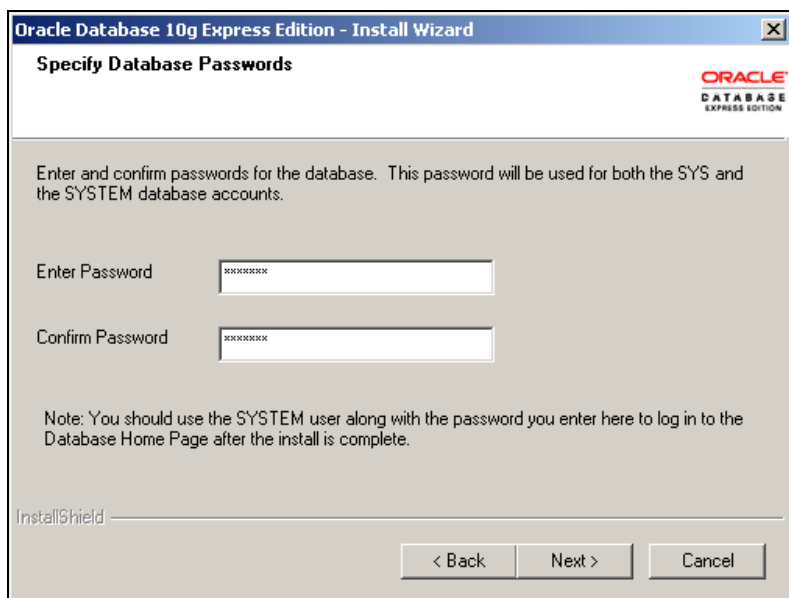 Oracle Database 10g Express Edition - Install Wizard
Specify Database Passwords
ORACLE
DATABASE
EXPRESS EDITION
Enter and confirm passwords for the database. This password will be used for both the SYS and
the SYSTEM database accounts.
Enter Password
*******
Confirm Password
*******
Note: You should use the SYSTEM user along with the password you enter here to log in to the
Database Home Page after the install is complete.
InstallShield
< Back
Next >
Cancel